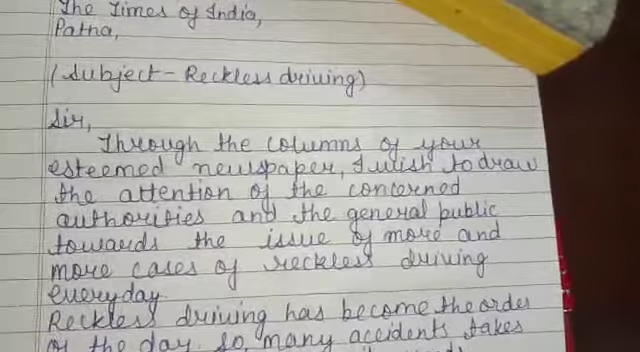 The Times of India,
Patna,
(Subject - Reckless driving)
Sir,
Through the columns of your
esteemed newspaper, I wish to draw
the attention of the concerned
authorities and the general public
towards the issue of more and
more cases of reckless driving
everyday.
Reckless driving has become the order
of the day. So many accidents takes